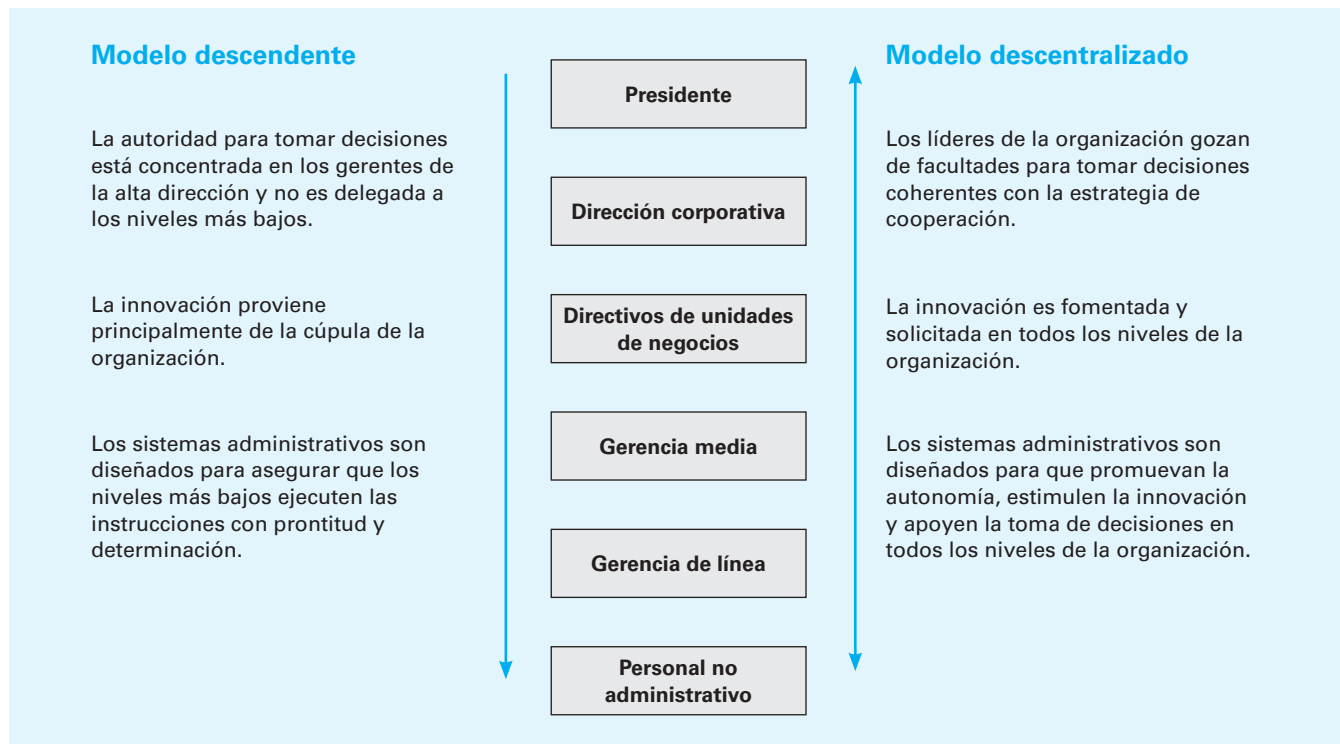 Modelo descendente
La autoridad para tomar decisiones
está concentrada en los gerentes de
la alta dirección y no es delegada a
los niveles más bajos.
La innovación proviene
principalmente de la cúpula de la
organización.
Los sistemas administrativos son
diseñados para asegurar que los
niveles más bajos ejecuten las
instrucciones con prontitud y
determinación.
Presidente
Dirección corporativa
Directivos de unidades
de negocios
Gerencia media
Gerencia de línea
Personal no
administrativo
Modelo descentralizado
Los líderes de la organización gozan
de facultades para tomar decisiones
coherentes con la estrategia de
cooperación.
La innovación es fomentada y
solicitada en todos los niveles de la
organización.
Los sistemas administrativos son
diseñados para que promuevan la
autonomía, estimulen la innovación
y apoyen la toma de decisiones en
todos los niveles de la organización.